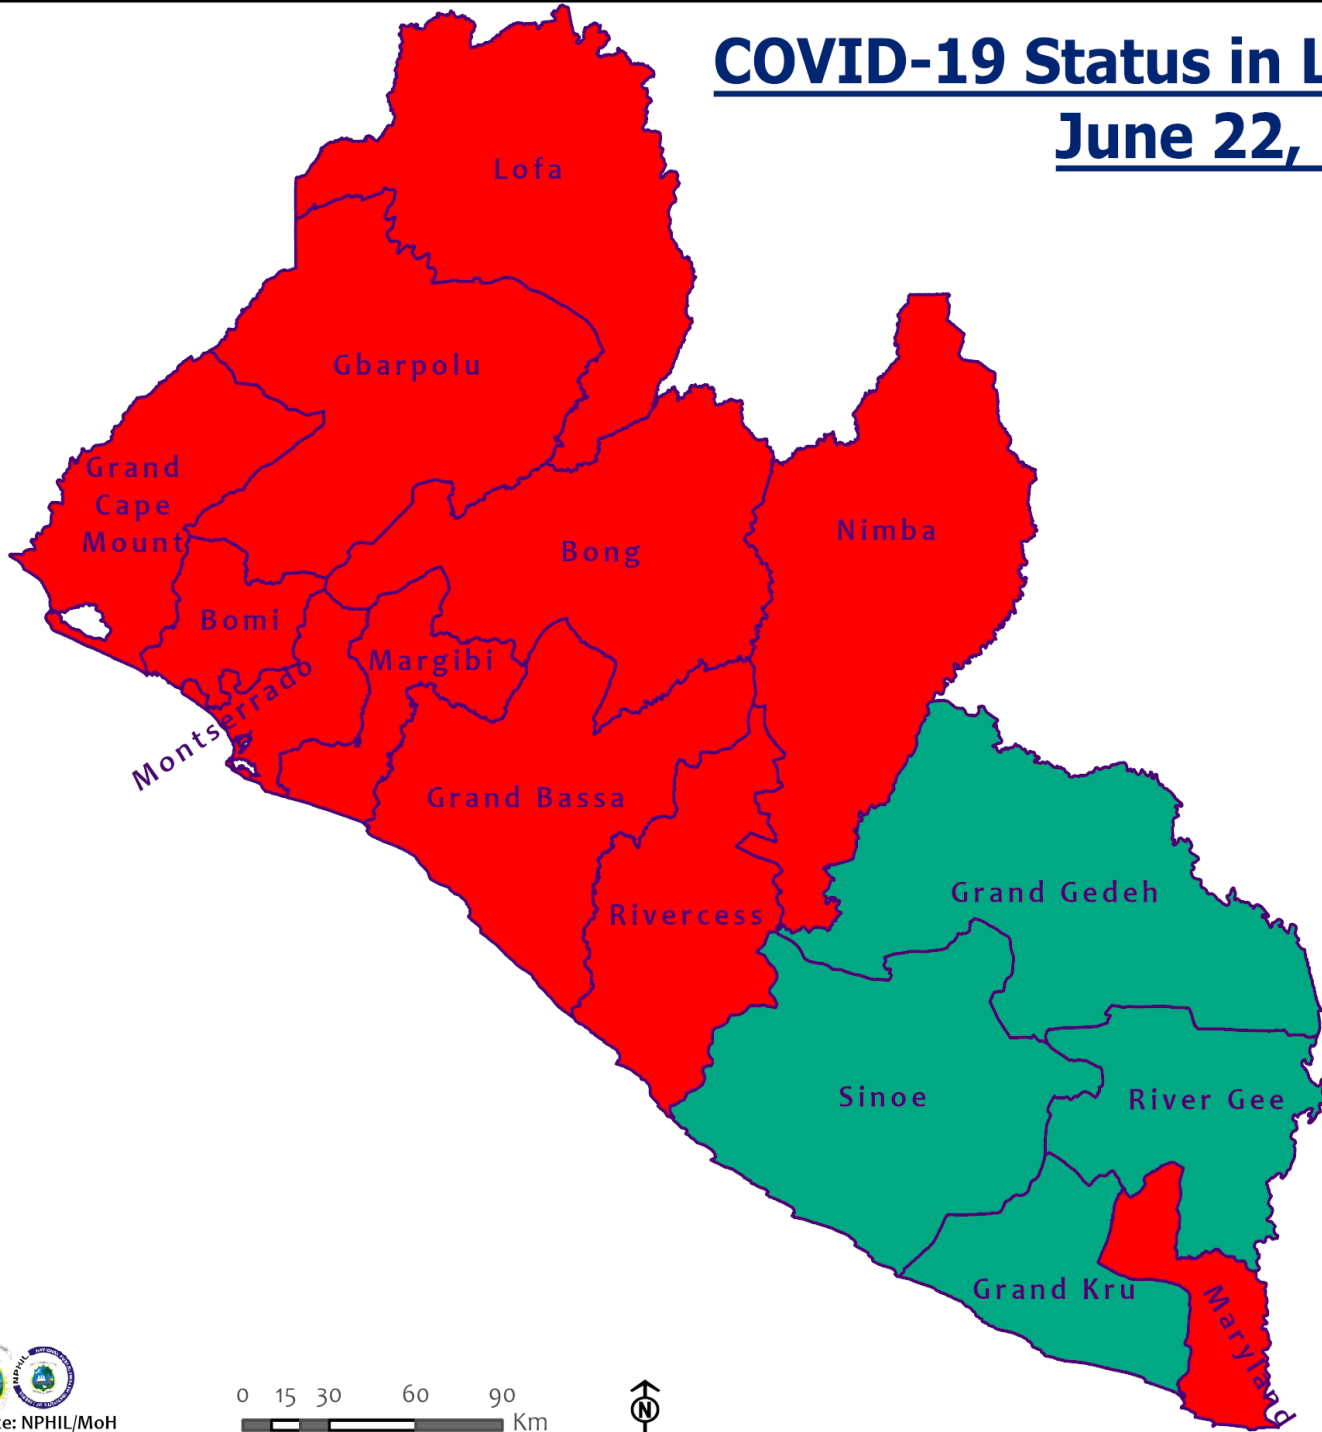 COVID-19 Status in L
June 22,
Lofa
Gbarpolu
Grand
Cape
Mount
Nimba
Bong
Bomi
Margibi
Montserrado
Grand Bassa
Grand Gedeh
Rivercess
Sinoe
River Gee
Grand Kru
Maryland
0 15 30 60 90
Km
N
e: NPHIL/MoH